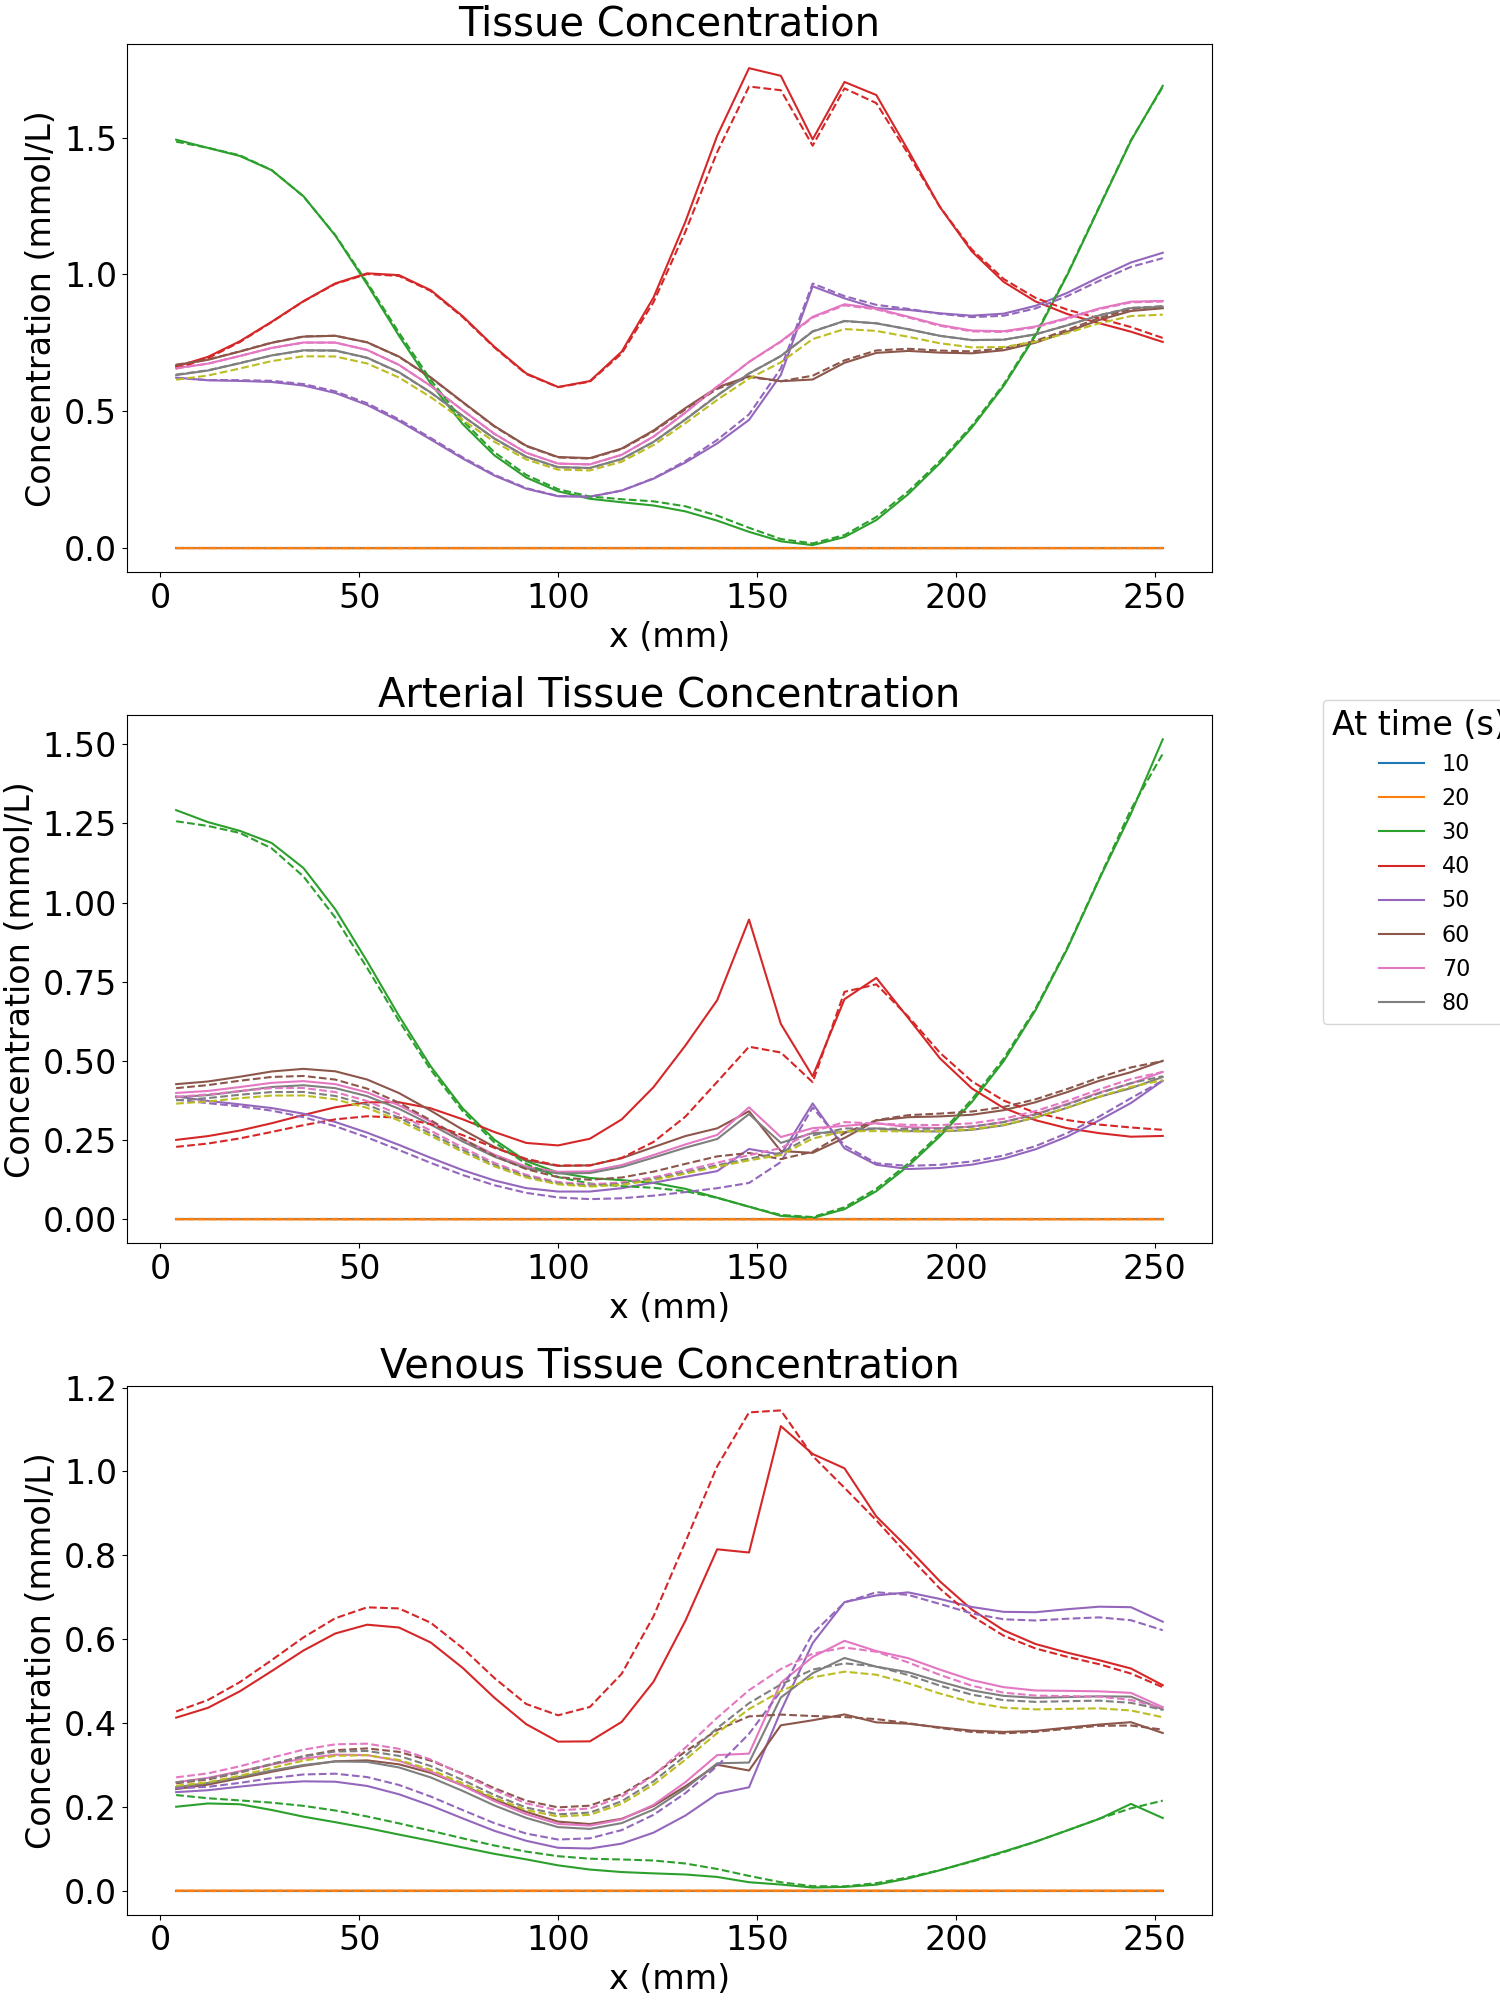 Tissue Concentration
Concentration (mmol/L)
1.5
1.0
0.5
0.0
0 50 100 150 200 250
x (mm)
Arterial Tissue Concentration
Concentration (mmol/L)
1.50
1.25
1.00
0.75
0.50
0.25
0.00
0 50 100 150 200 250
x (mm)
At time (s)
10
20
30
40
50
60
70
80
Venous Tissue Concentration
Concentration (mmol/L)
1.2
1.0
0.8
0.6
0.4
0.2
0.0
0 50 100 150 200 250
x (mm)